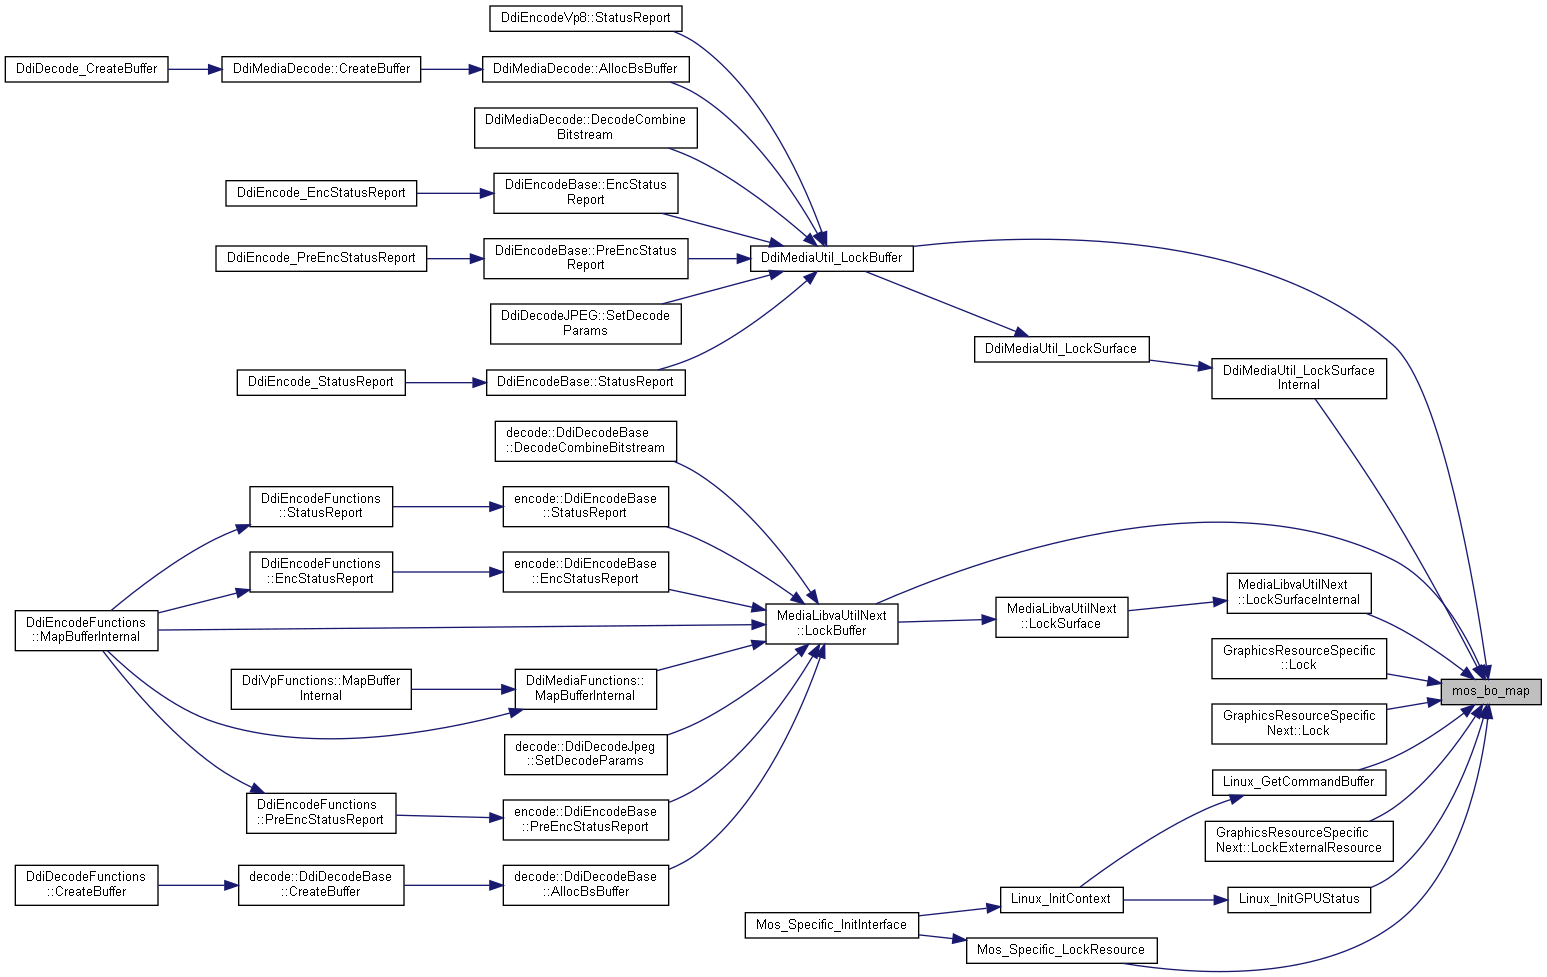 DdiEncodeVp8::StatusReport
DdiDecode_CreateBuffer
DdiMediaDecode::CreateBuffer
DdiMediaDecode::AllocBsBuffer
DdiMediaDecode::DecodeCombine
Bitstream
DdiEncode_EncStatusReport
DdiEncodeBase::EncStatus
Report
DdiEncode_PreEncStatusReport
DdiEncodeBase::PreEncStatus
Report
DdiMediaUtil_LockBuffer
DdiDecodeJPEG::SetDecode
Params
DdiMediaUtil_LockSurface
DdiMediaUtil_LockSurface
Internal
DdiEncode_StatusReport
DdiEncodeBase::StatusReport
decode::DdiDecodeBase
::DecodeCombineBitstream
DdiEncodeFunctions
::StatusReport
encode::DdiEncodeBase
::StatusReport
DdiEncodeFunctions
::EncStatusReport
encode::DdiEncodeBase
::EncStatusReport
MediaLibvaUtilNext
::LockSurfaceInternal
DdiEncodeFunctions
::MapBufferInternal
MediaLibvaUtilNext
::LockBuffer
MediaLibvaUtilNext
::LockSurface
GraphicsResourceSpecific
::Lock
DdiVpFunctions::MapBuffer
Internal
DdiMediaFunctions::
MapBufferInternal
mos_bo_map
GraphicsResourceSpecific
Next::Lock
decode::DdiDecodeJpeg
::SetDecodeParams
Linux_GetCommandBuffer
DdiEncodeFunctions
::PreEncStatusReport
encode::DdiEncodeBase
::PreEncStatusReport
GraphicsResourceSpecific
Next::LockExternalResource
DdiDecodeFunctions
::CreateBuffer
decode::DdiDecodeBase
::CreateBuffer
decode::DdiDecodeBase
::AllocBsBuffer
Linux_InitContext
Linux_InitGPUStatus
Mos_Specific_InitInterface
Mos_Specific_LockResource